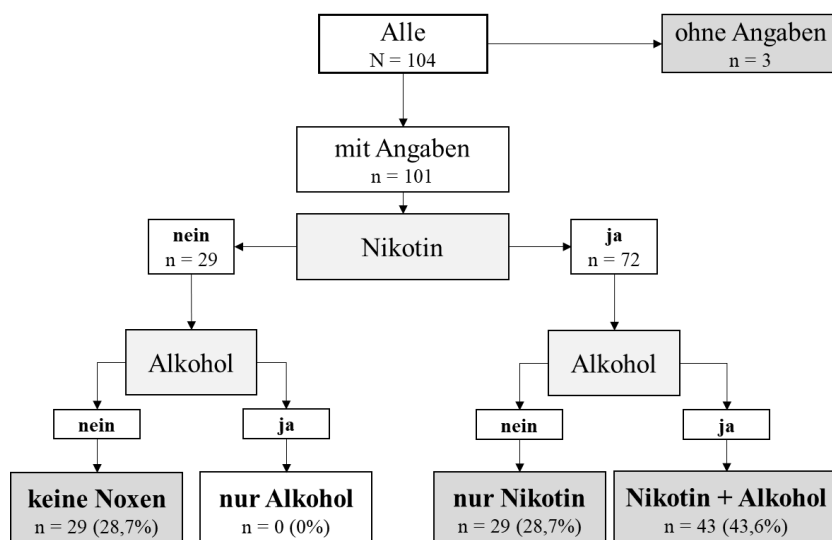 Alle
N = 104
ohne Angaben
n = 3
mit Angaben
n = 101
nein
n = 29
Nikotin
ja
n = 72
Alkohol
Alkohol
nein
ja
nein
ja
keine Noxen
n = 29 (28,7%)
nur Alkohol
n = 0 (0%)
nur Nikotin
n = 29 (28,7%)
Nikotin + Alkohol
n = 43 (43,6%)